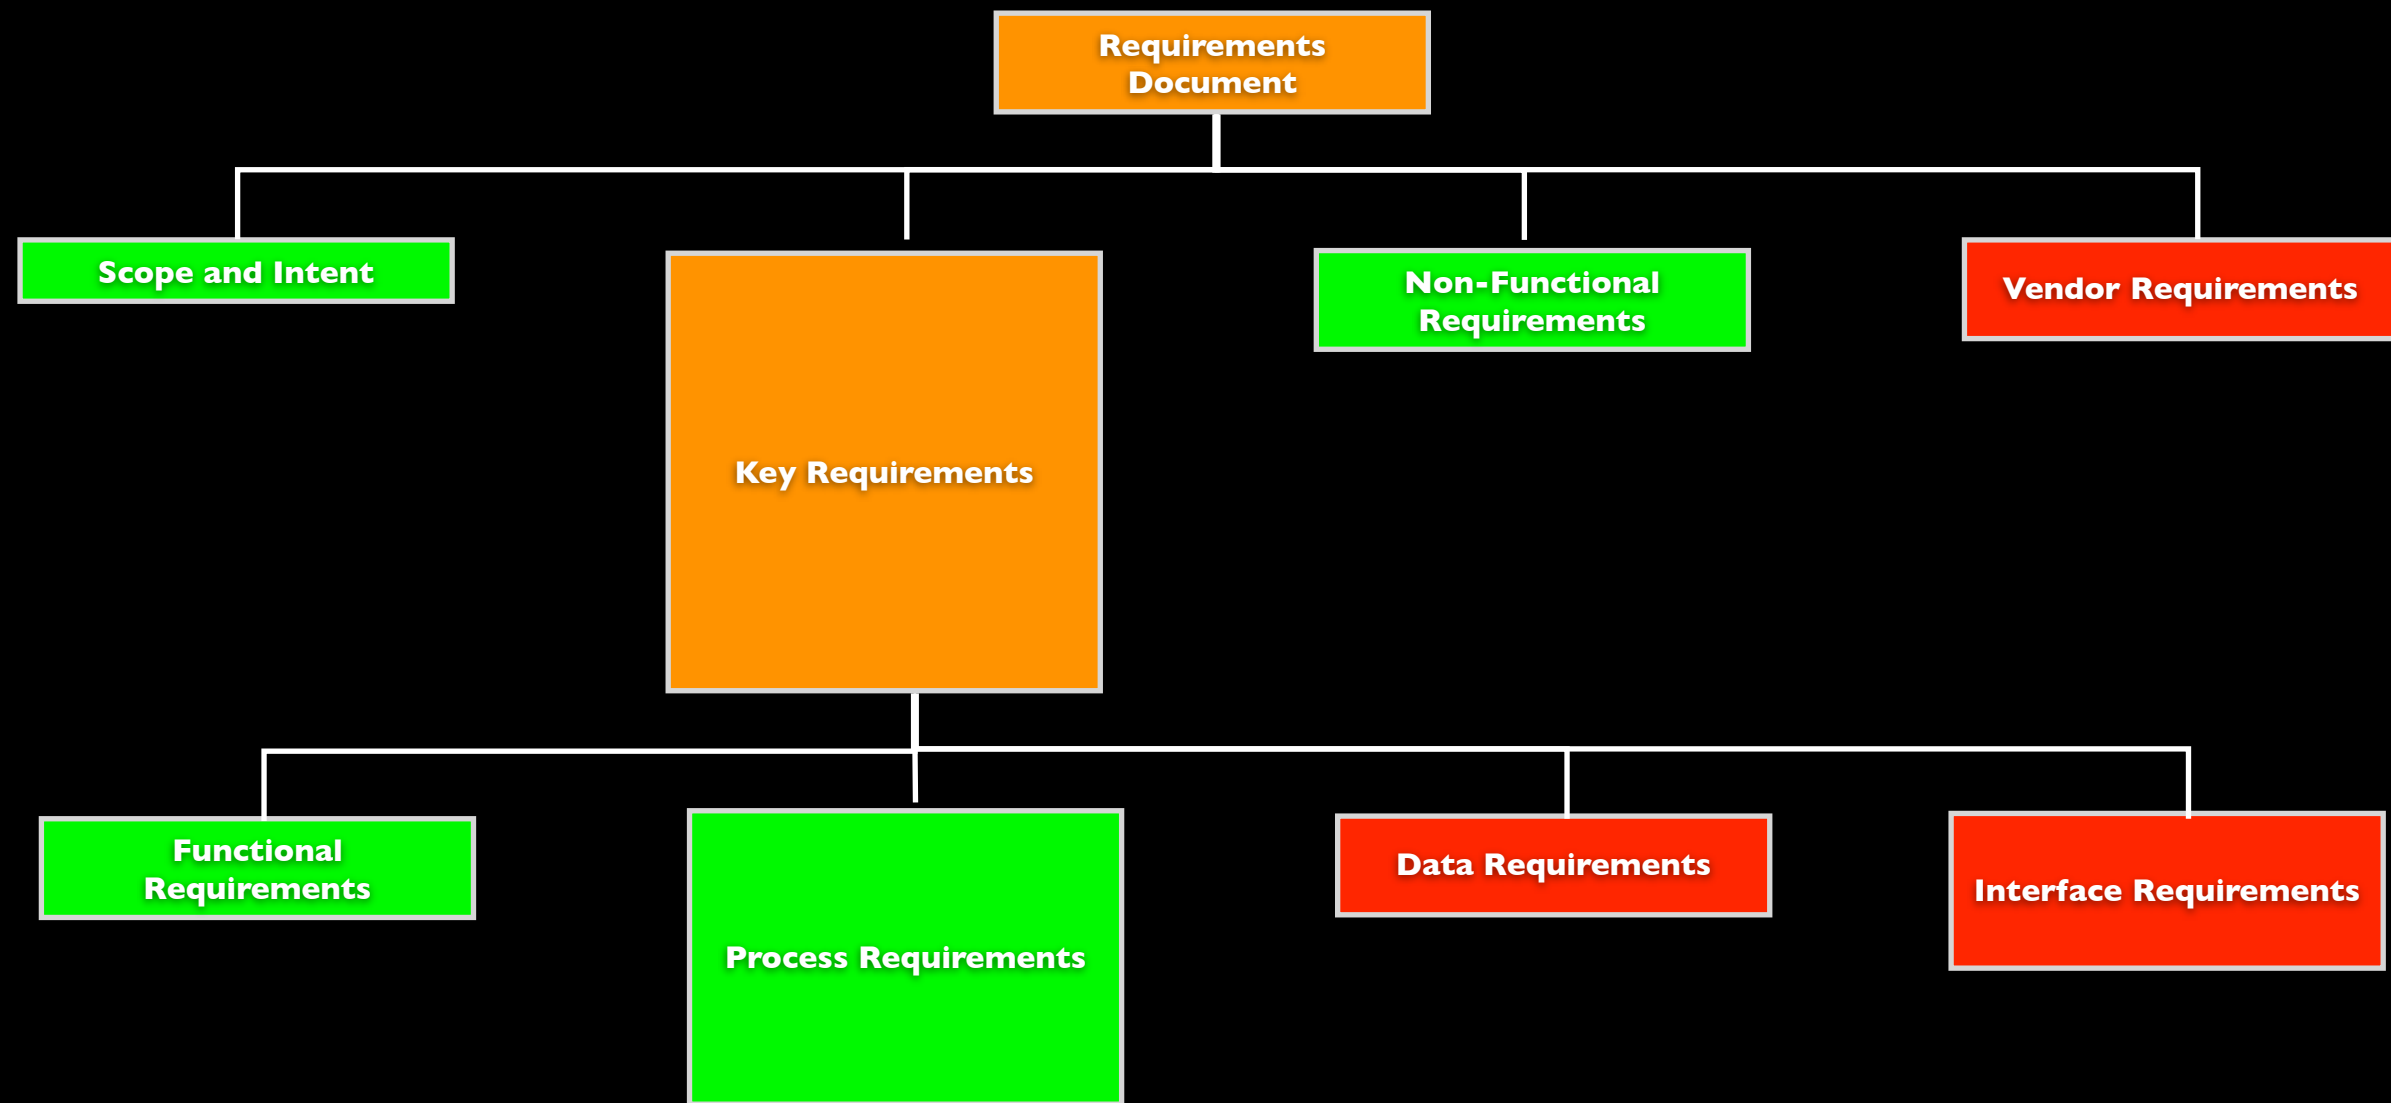 Requirements
Document
Scope and Intent
Key Requirements
Non-Functional
Requirements
Vendor Requirements
Functional
Requirements
Process Requirements
Data Requirements
Interface Requirements